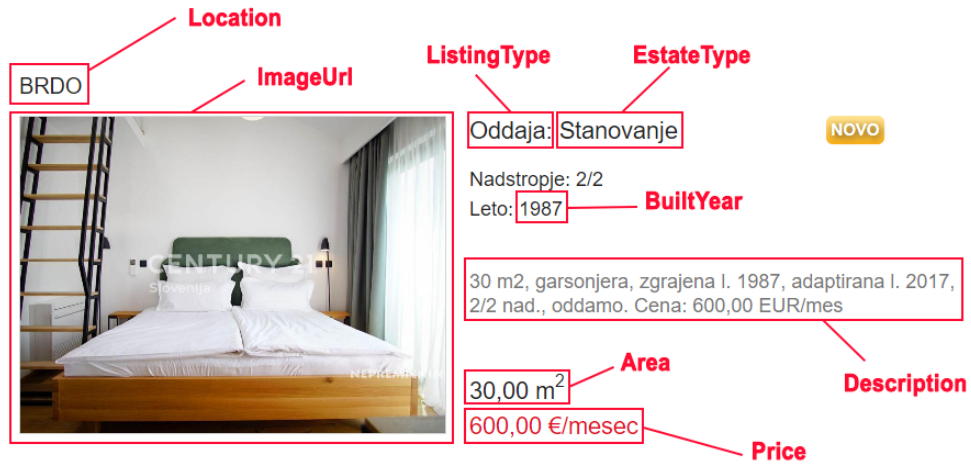 Location
ListingType EstateType
ImageUrl
BRDO
Oddaja: Stanovanje NOVO
Nadstropje: 2/2
Leto: 1987 BuiltYear
CENTURY 21
Slovenija
30 m2, garsonjera, zgrajena l. 1987, adaptirana l. 2017,
2/2 nad., oddamo. Cena: 600,00 EUR/mes
Area
30,00 m²
Description
600,00 €/mesec
Price